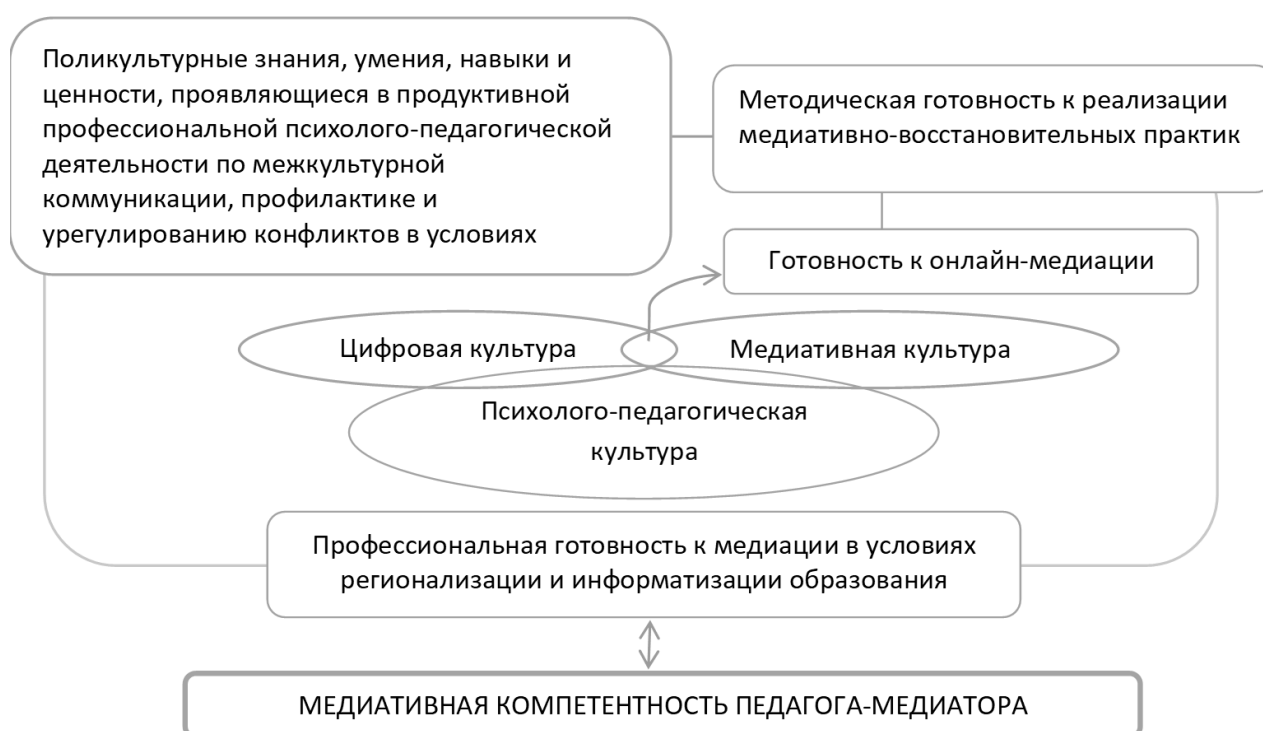 Поликультурные знания, умения, навыки и
ценности, проявляющиеся в продуктивной
профессиональной психолого-педагогической
деятельности по межкультурной
коммуникации, профилактике и
урегулированию конфликтов в условиях
Методическая готовность к реализации
медиативно-восстановительных практик
Готовность к онлайн-медиации
Цифровая культура
Медиативная культура
Психолого-педагогическая
культура
Профессиональная готовность к медиации в условиях
регионализации и информатизации образования
МЕДИАТИВНАЯ КОМПЕТЕНТНОСТЬ ПЕДАГОГА-МЕДИАТОРА